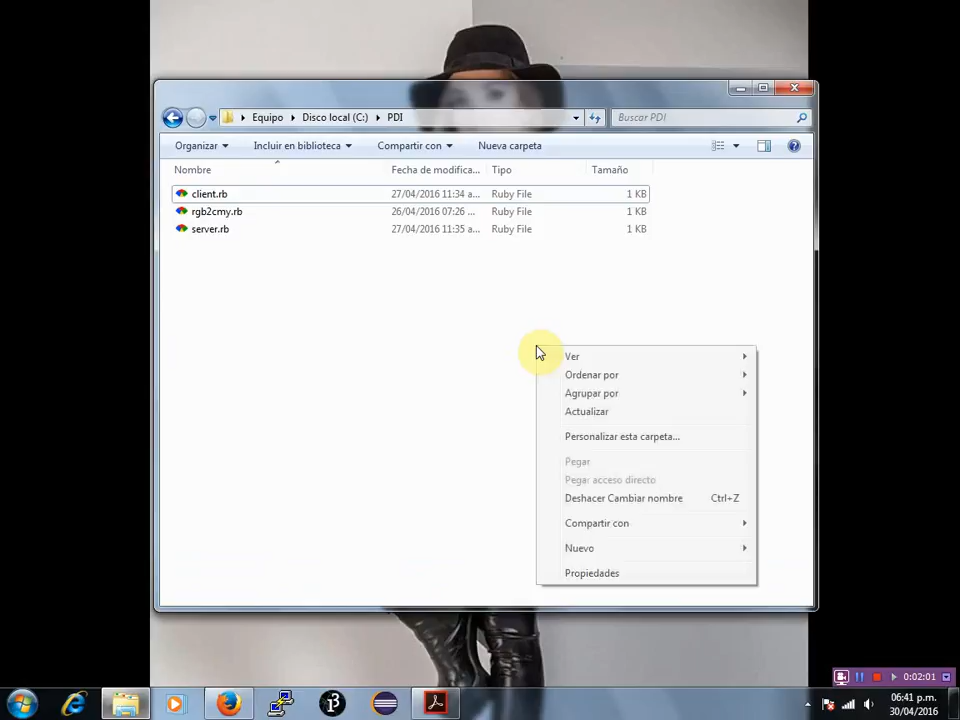 Equipo Disco local (C:) PDI
Buscar PDI
Organizar Incluir en biblioteca Compartir con Nueva carpeta
Nombre Fecha de modifica... Tipo Tamaño
client.rb 27/04/2016 11:34 a... Ruby File 1 KB
rgb2cmy.rb 26/04/2016 07:26 ... Ruby File 1 KB
server.rb 27/04/2016 11:35 a... Ruby File 1 KB
Ver
Ordenar por
Agrupar por
Actualizar
Personalizar esta carpeta...
Pegar
Pegar acceso directo
Deshacer Cambiar nombre Ctrl+Z
Compartir con
Nuevo
Propiedades
0:02:01
06:41 p.m.
30/04/2016